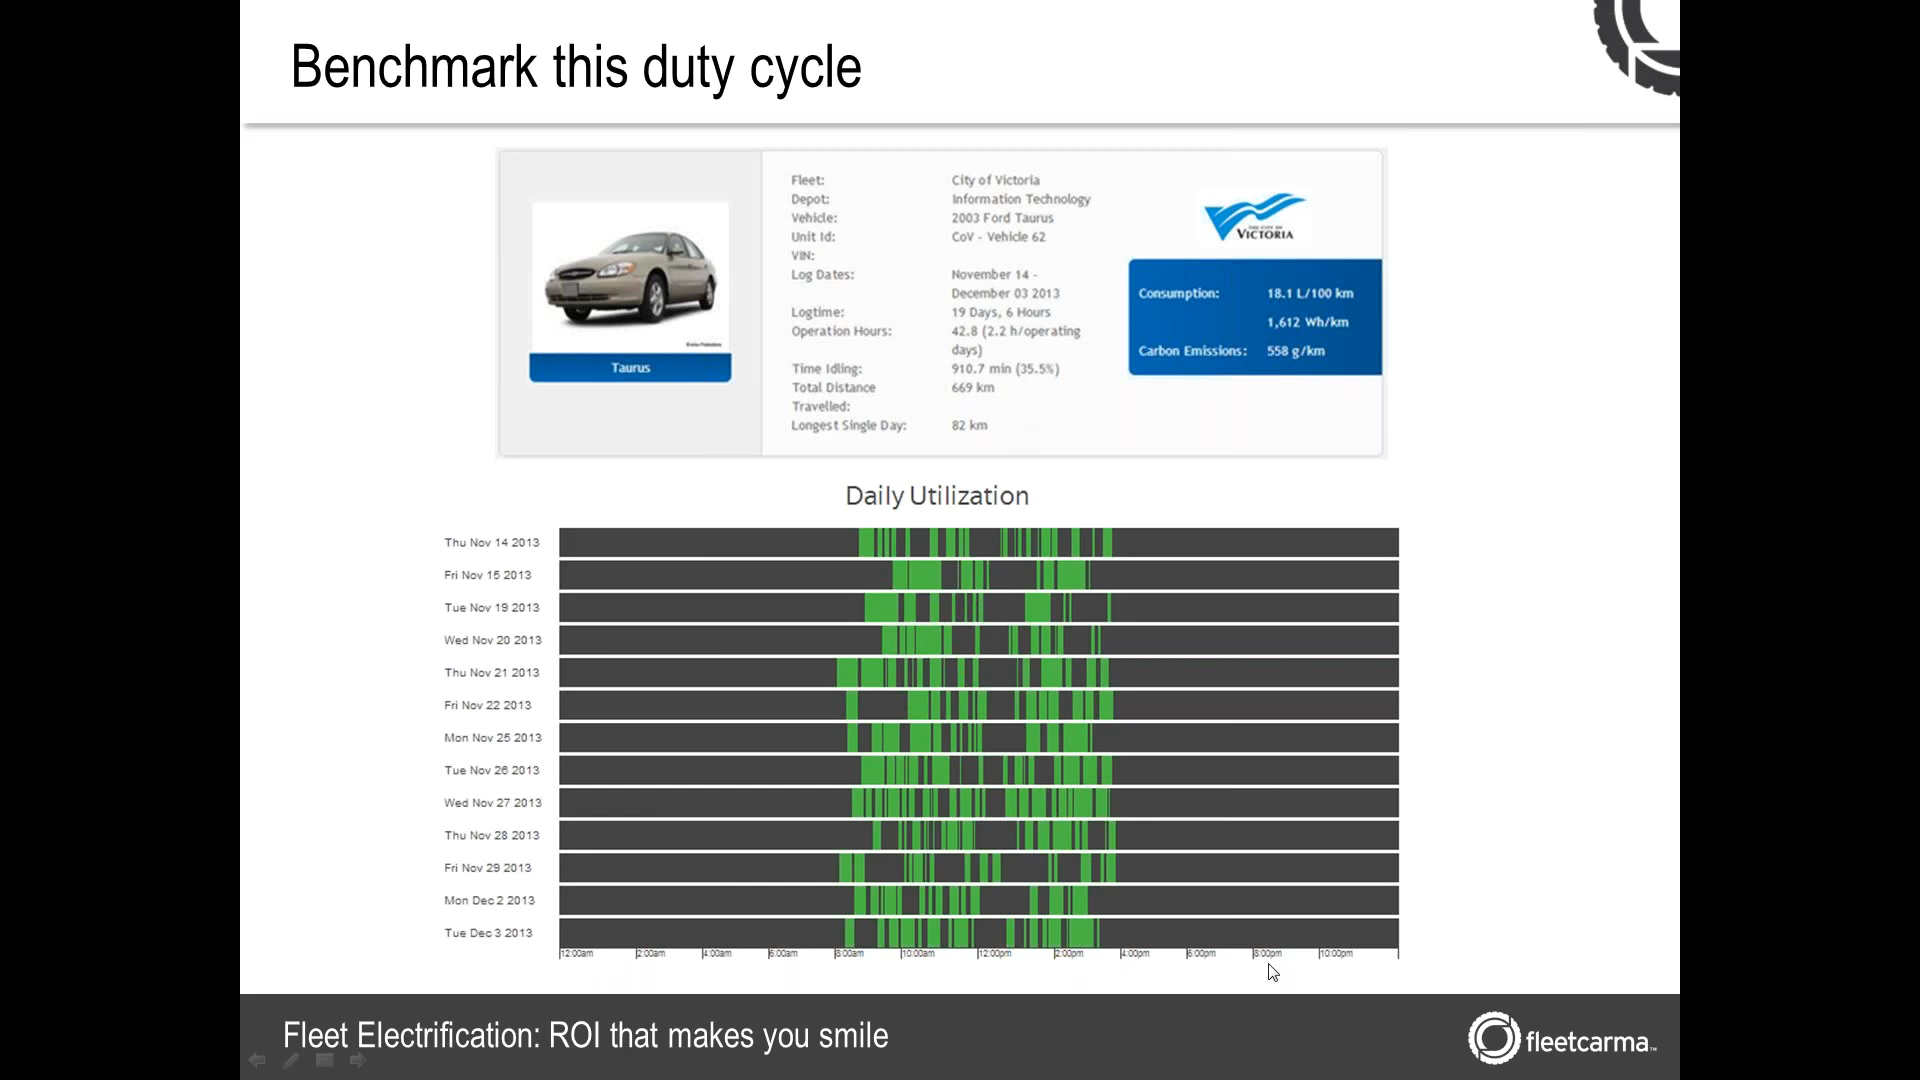 Benchmark this duty cycle
Fleet: City of Victoria
Depot: Information Technology
Vehicle: 2003 Ford Taurus
Unit Id: CoV - Vehicle 62
VIN:
Log Dates: November 14 -
December 03 2013
Logtime: 19 Days, 6 Hours
Operation Hours: 42.8 (2.2 h/operating
days)
Time Idling: 910.7 min (35.5%)
Total Distance 669 km
Travelled:
Longest Single Day: 82 km
Taurus
THE CITY OF
VICTORIA
Consumption: 18.1 L/100 km
1,612 Wh/km
Carbon Emissions: 558 g/km
Daily Utilization
Thu Nov 14 2013
Fri Nov 15 2013
Tue Nov 19 2013
Wed Nov 20 2013
Thu Nov 21 2013
Fri Nov 22 2013
Mon Nov 25 2013
Tue Nov 26 2013
Wed Nov 27 2013
Thu Nov 28 2013
Fri Nov 29 2013
Mon Dec 2 2013
Tue Dec 3 2013
12:00am 2:00am 4:00am 6:00am 8:00am 10:00am 12:00pm 2:00pm 4:00pm 6:00pm 8:00pm 10:00pm
Fleet Electrification: ROI that makes you smile
fleetcarma™